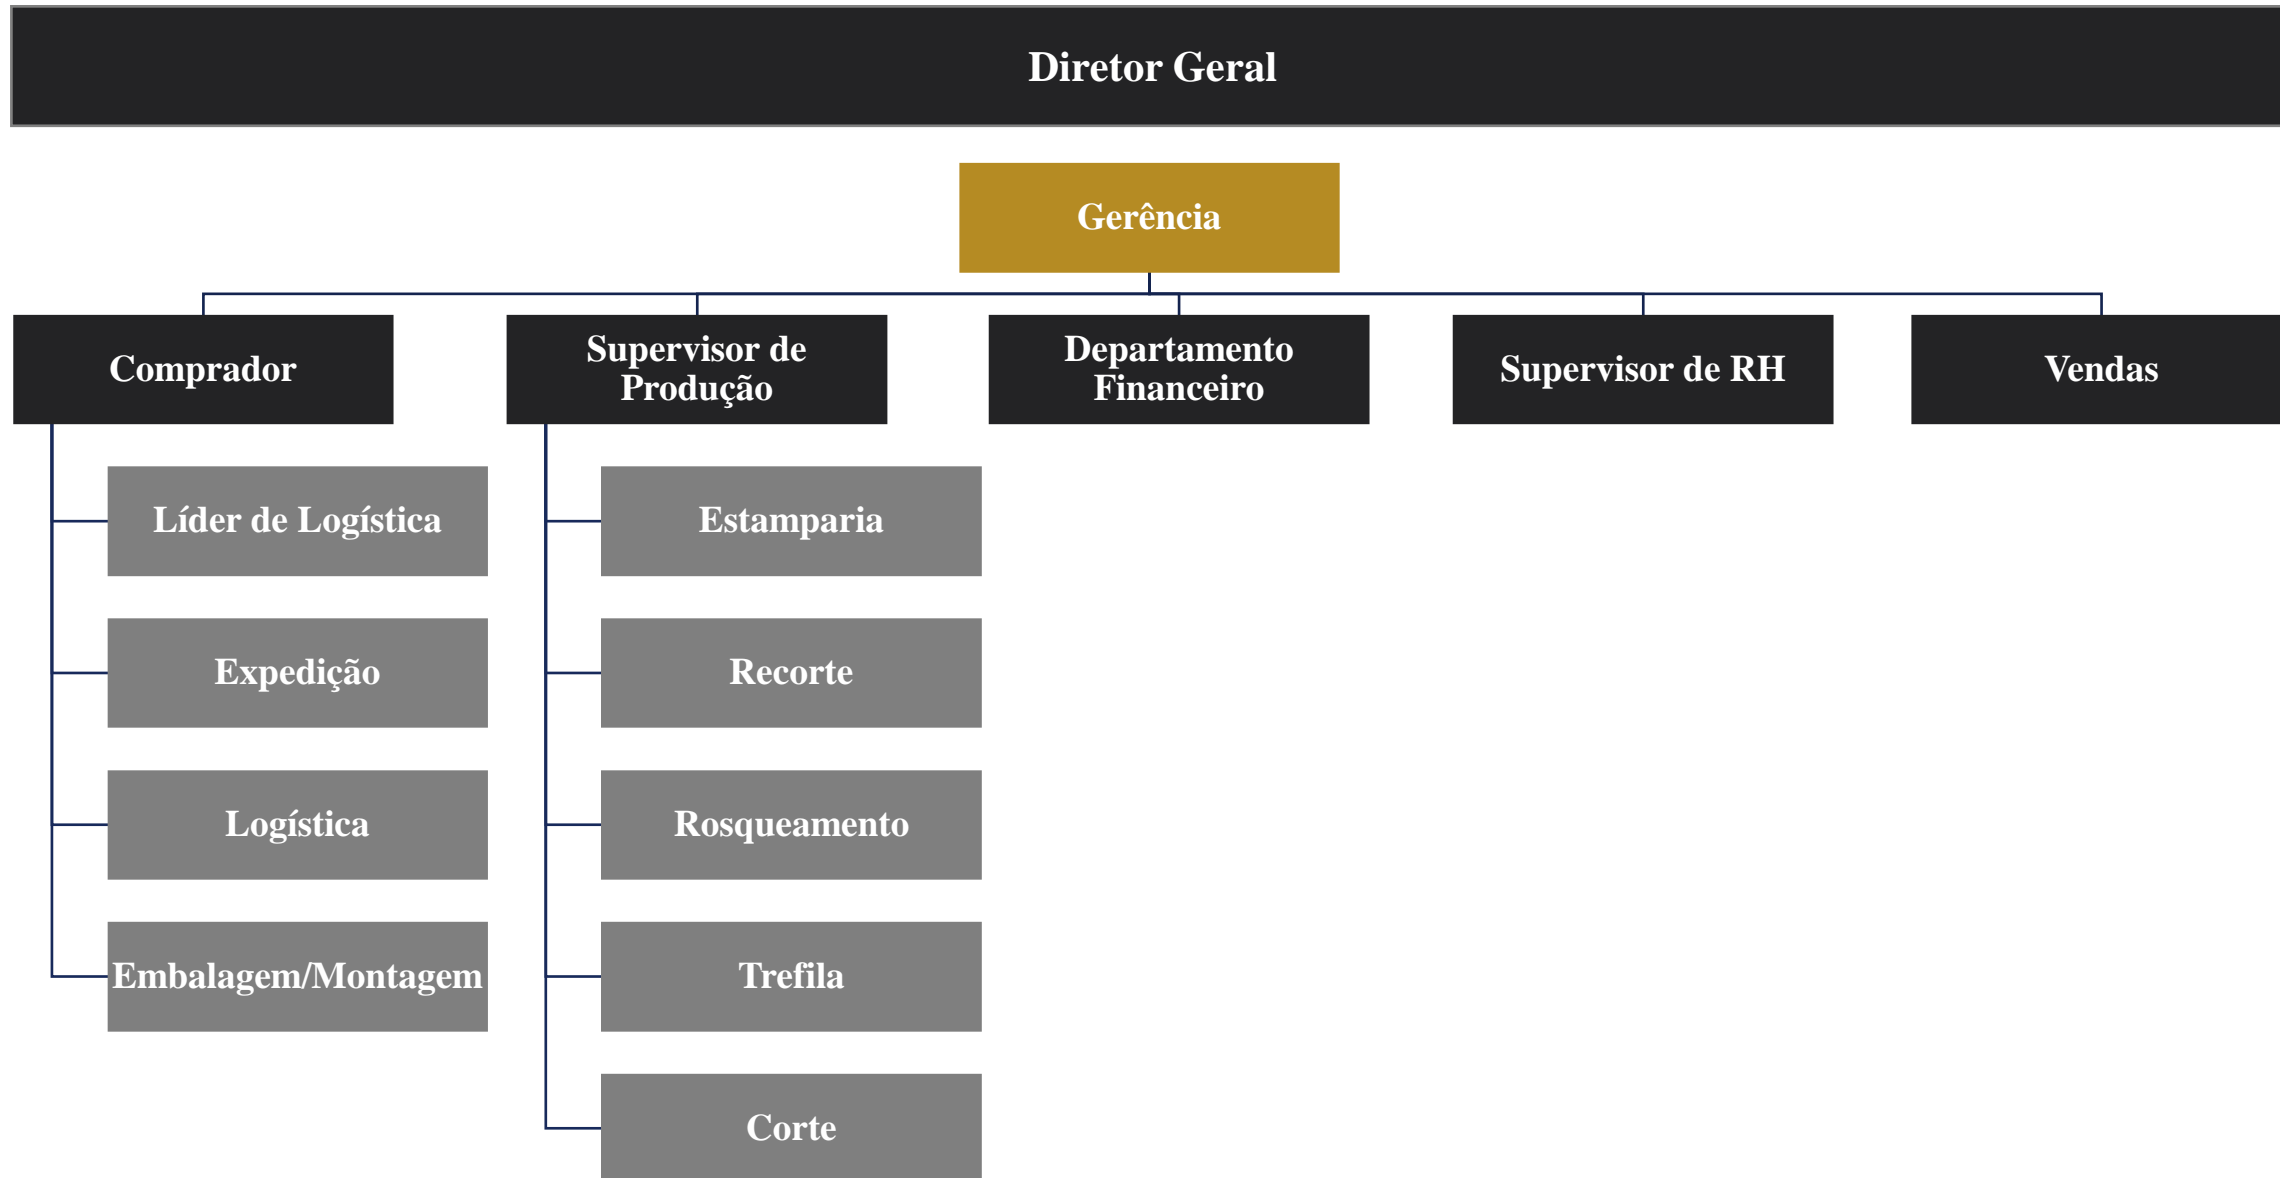 Diretor Geral
Gerência
Comprador
Supervisor de
Produção
Departamento
Financeiro
Supervisor de RH
Vendas
Líder de Logística
Estamparia
Expedição
Recorte
Logística
Rosqueamento
Embalagem/Montagem
Trefila
Corte